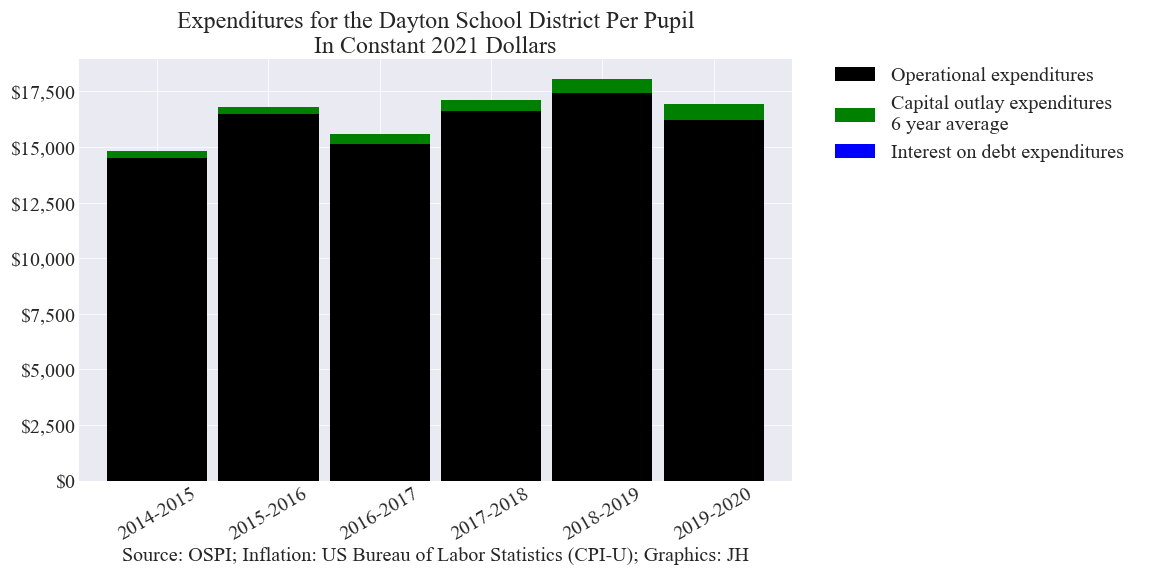 Expenditures for the Dayton School District Per Pupil
In Constant 2021 Dollars
Operational expenditures
Capital outlay expenditures
6 year average
Interest on debt expenditures
$17,500
$15,000
$12,500
$10,000
$7,500
$5,000
$2,500
$0
2014-2015
2015-2016
2016-2017
2017-2018
2018-2019
2019-2020
Source: OSPI; Inflation: US Bureau of Labor Statistics (CPI-U); Graphics: JH